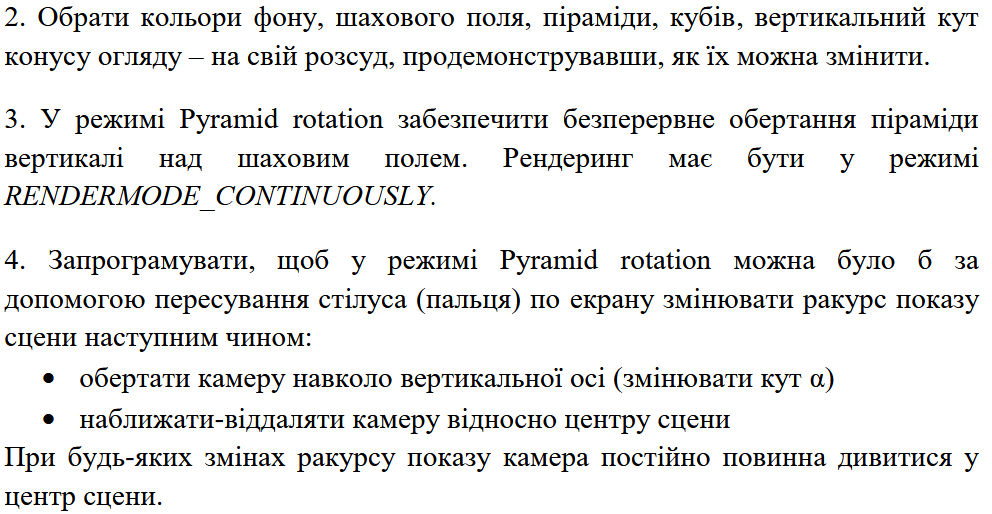 2. Обрати кольори фону, шахового поля, піраміди, кубів, вертикальний кут
конусу огляду – на свій розсуд, продемонструвавши, як їх можна змінити.
3. У режимі Pyramid rotation забезпечити безперервне обертання піраміди
вертикалі над шаховим полем. Рендеринг має бути у режимі
RENDERMODE_CONTINUOUSLY.
4. Запрограмувати, щоб у режимі Pyramid rotation можна було б за
допомогою пересування стілуса (пальця) по екрану змінювати ракурс показу
сцени наступним чином:
• обертати камеру навколо вертикальної осі (змінювати кут α)
• наближати-віддаляти камеру відносно центру сцени
При будь-яких змінах ракурсу показу камера постійно повинна дивитися у
центр сцени.